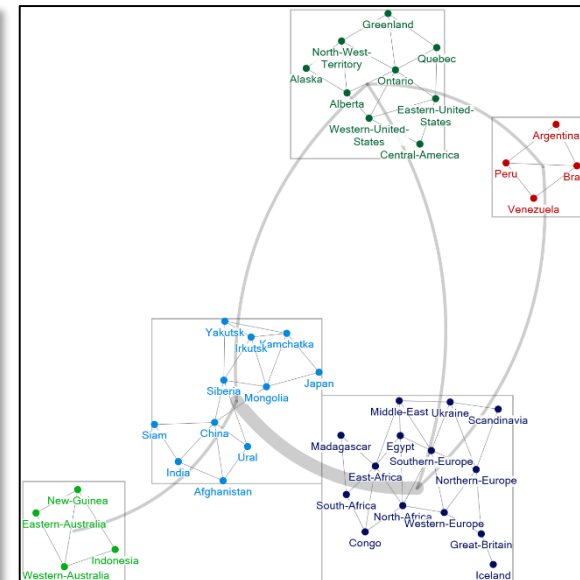 Greenland
North-West-
Territory
Quebec
Alaska
Ontario
Alberta
Eastern-United-
States
Western-United-
States
Central-America
Argentina
Peru
Venezuela
Yakutsk
Irkutsk
Kamchatka
Siberia
Mongolia
Japan
Siam
China
Ural
India
Afghanistan
Middle-East
Ukraine
Scandinavia
Madagascar
Egypt
Southern-Europe
East-Africa
Northern-Europe
South-Africa
North-Africa
Western-Europe
Congo
Great-Britain
Iceland
New-Guinea
Eastern-Australia
Indonesia
Western-Australia